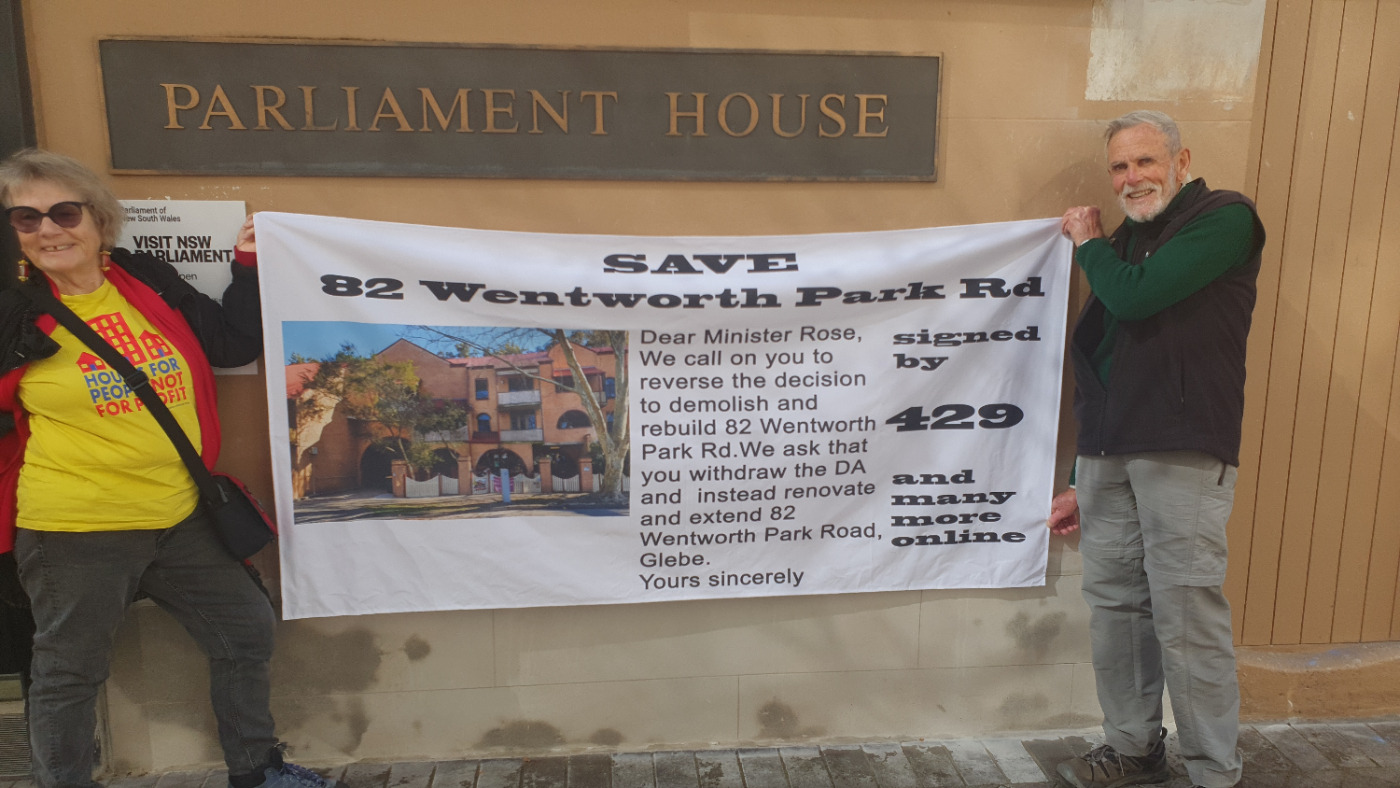 PARLIAMENT HOUSE
Parliament of
New South Wales
VISIT NSW
PARLIAMENT
open
HOUSES FOR
PEOPLE NOT
FOR PROFIT
SAVE
82 Wentworth Park Rd
Dear Minister Rose,
We call on you to
reverse the decision
to demolish and
rebuild 82 Wentworth
Park Rd.We ask that
you withdraw the DA
and instead renovate
and extend 82
Wentworth Park Road,
Glebe.
Yours sincerely
signed
by
429
and
many
more
online